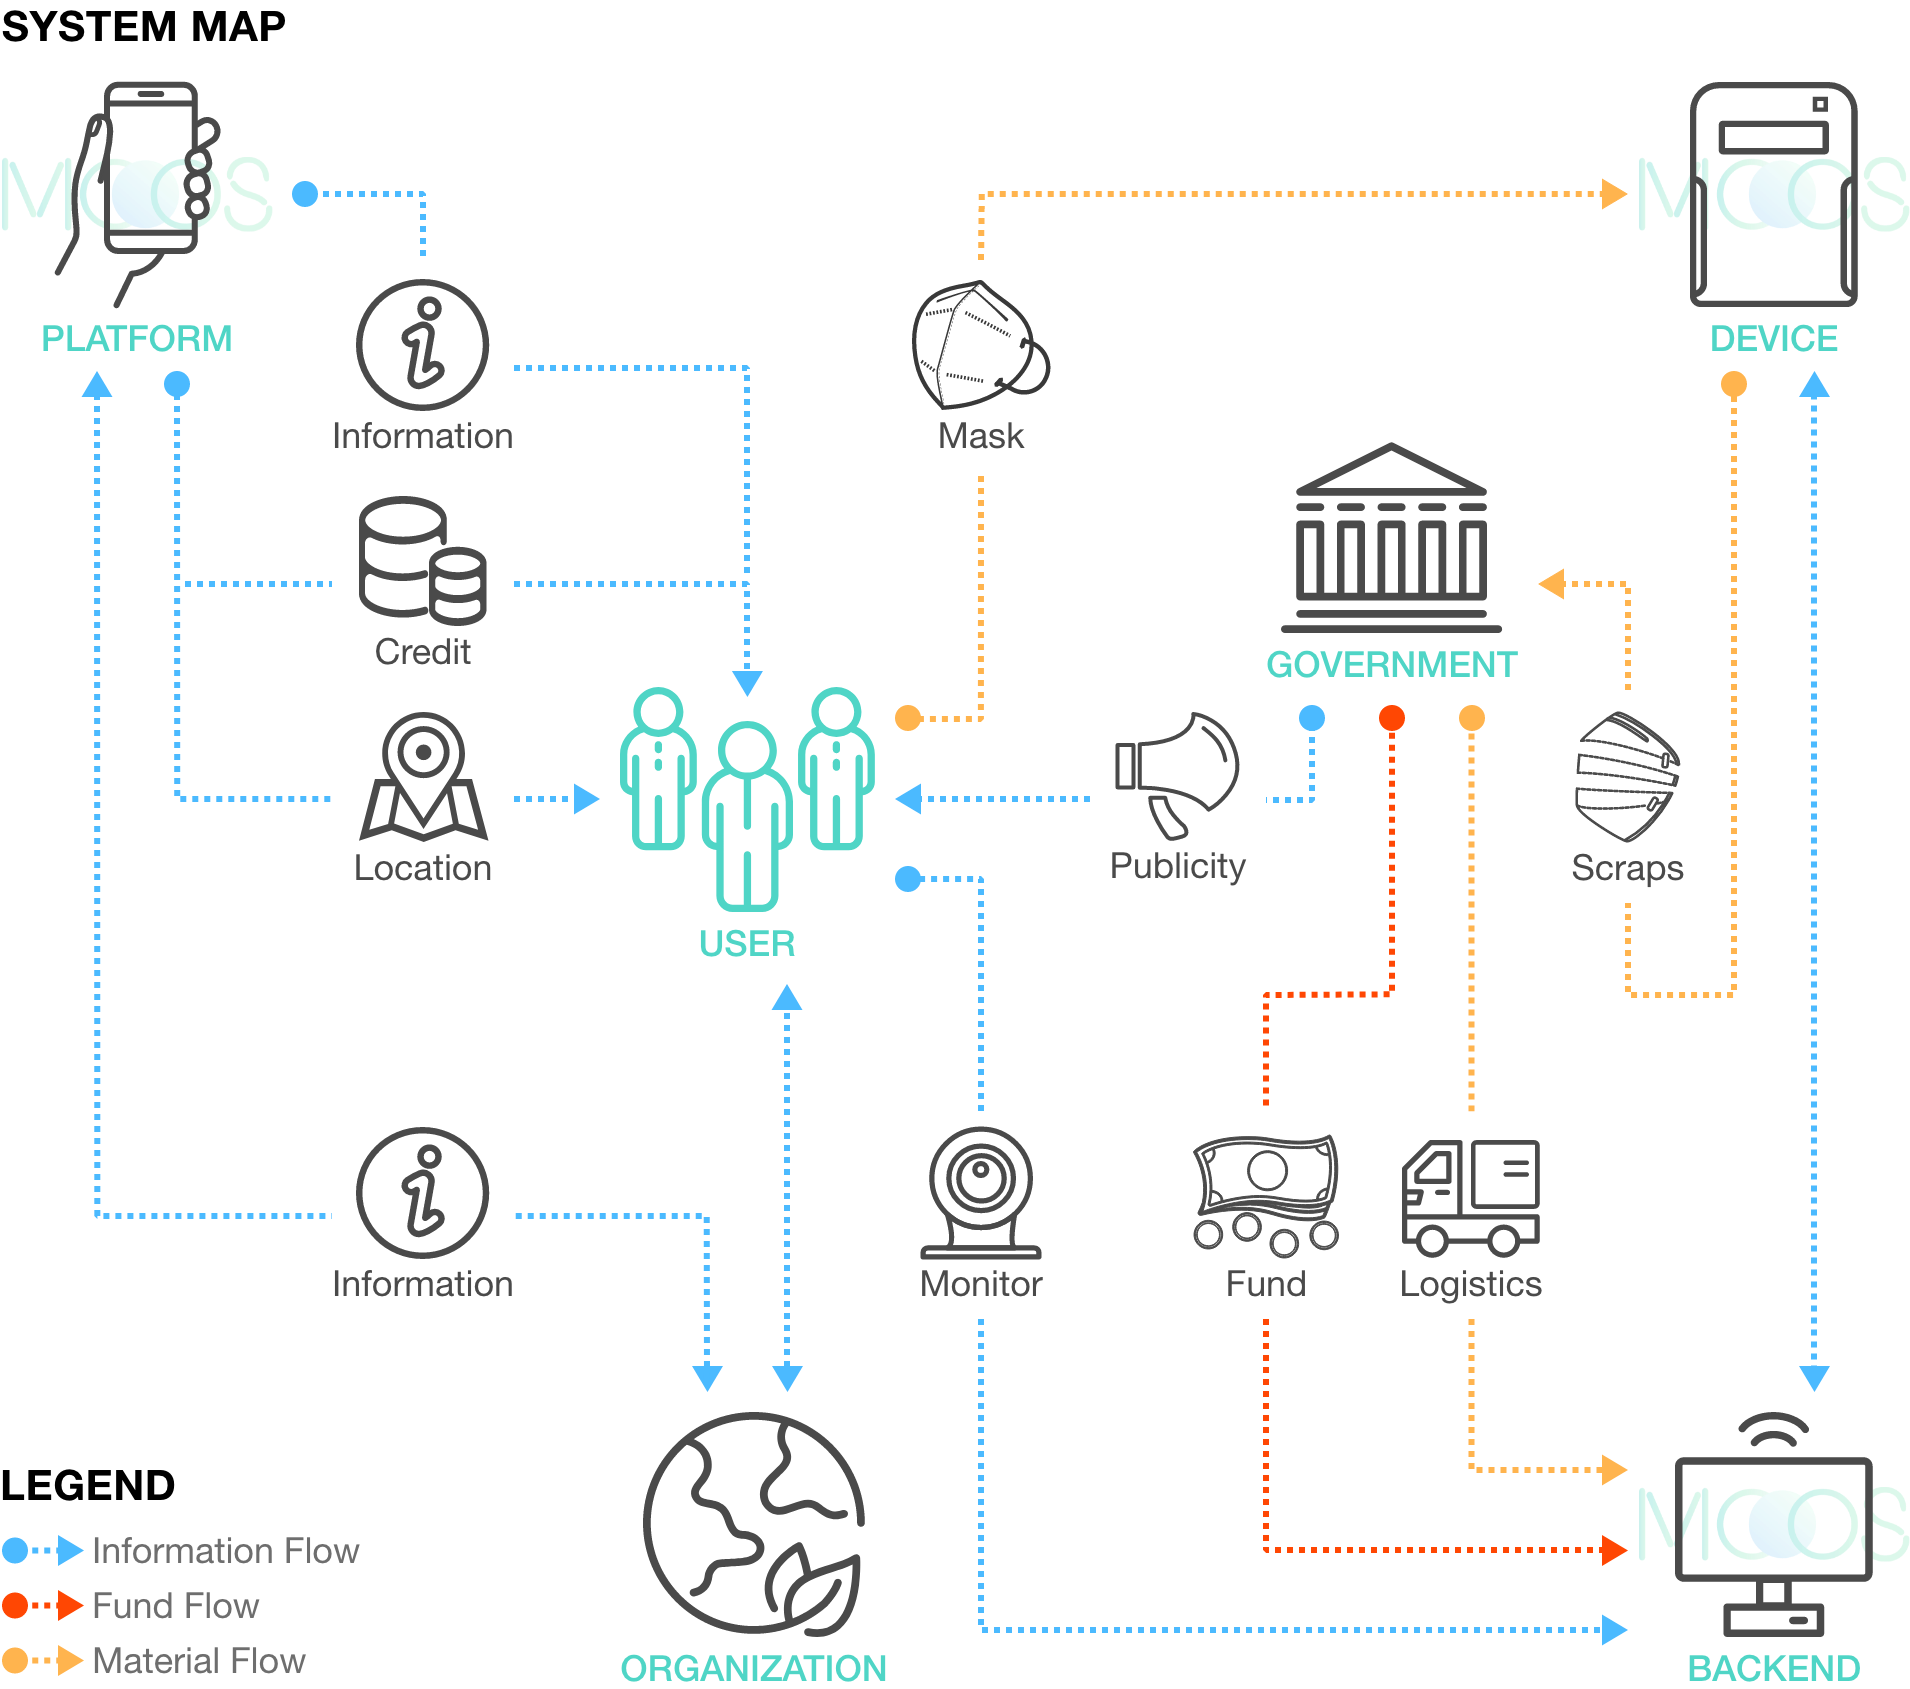 SYSTEM MAP
MOOS
MOOS
PLATFORM
DEVICE
Information
Mask
Credit
GOVERNMENT
Location
Publicity
Scraps
USER
Information
Monitor
Fund
Logistics
LEGEND
MOOS
Information Flow
Fund Flow
Material Flow
ORGANIZATION
BACKEND